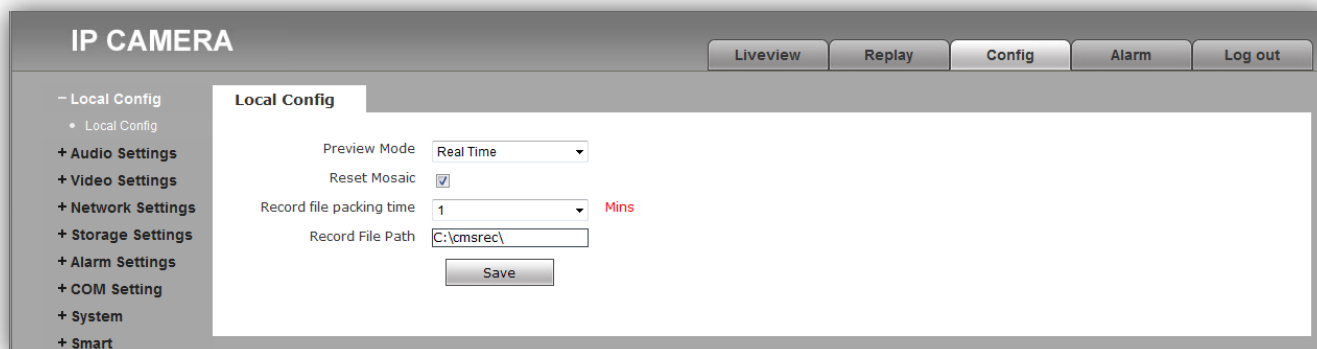 IP CAMERA
Liveview Replay Config Alarm Log out
− Local Config
• Local Config
+ Audio Settings
+ Video Settings
+ Network Settings
+ Storage Settings
+ Alarm Settings
+ COM Setting
+ System
+ Smart
Local Config
Preview Mode Real Time
Reset Mosaic
Record file packing time 1 Mins
Record File Path C:\cmsrec\
Save